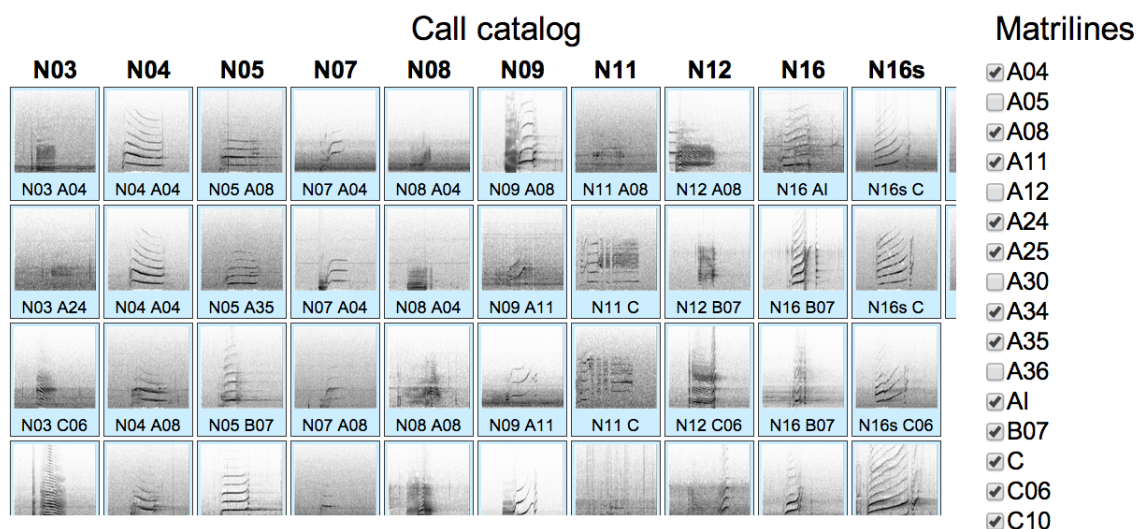 Call catalog
Matrilines
N03 N04 N05 N07 N08 N09 N11 N12 N16 N16s
N03 A04 N04 A04 N05 A08 N07 A04 N08 A04 N09 A08 N11 A08 N12 A08 N16 AI N16s C
N03 A24 N04 A04 N05 A35 N07 A04 N08 A04 N09 A11 N11 C N12 B07 N16 B07 N16s C
N03 C06 N04 A08 N05 B07 N07 A08 N08 A08 N09 A11 N11 C N12 C06 N16 B07 N16s C06
A04
A05
A08
A11
A12
A24
A25
A30
A34
A35
A36
AI
B07
C
C06
C10